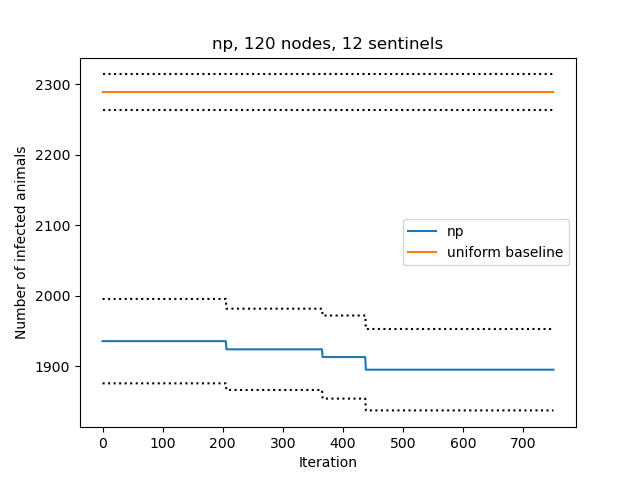 np, 120 nodes, 12 sentinels
Number of infected animals
2300
2200
2100
2000
1900
np
uniform baseline
0 100 200 300 400 500 600 700
Iteration